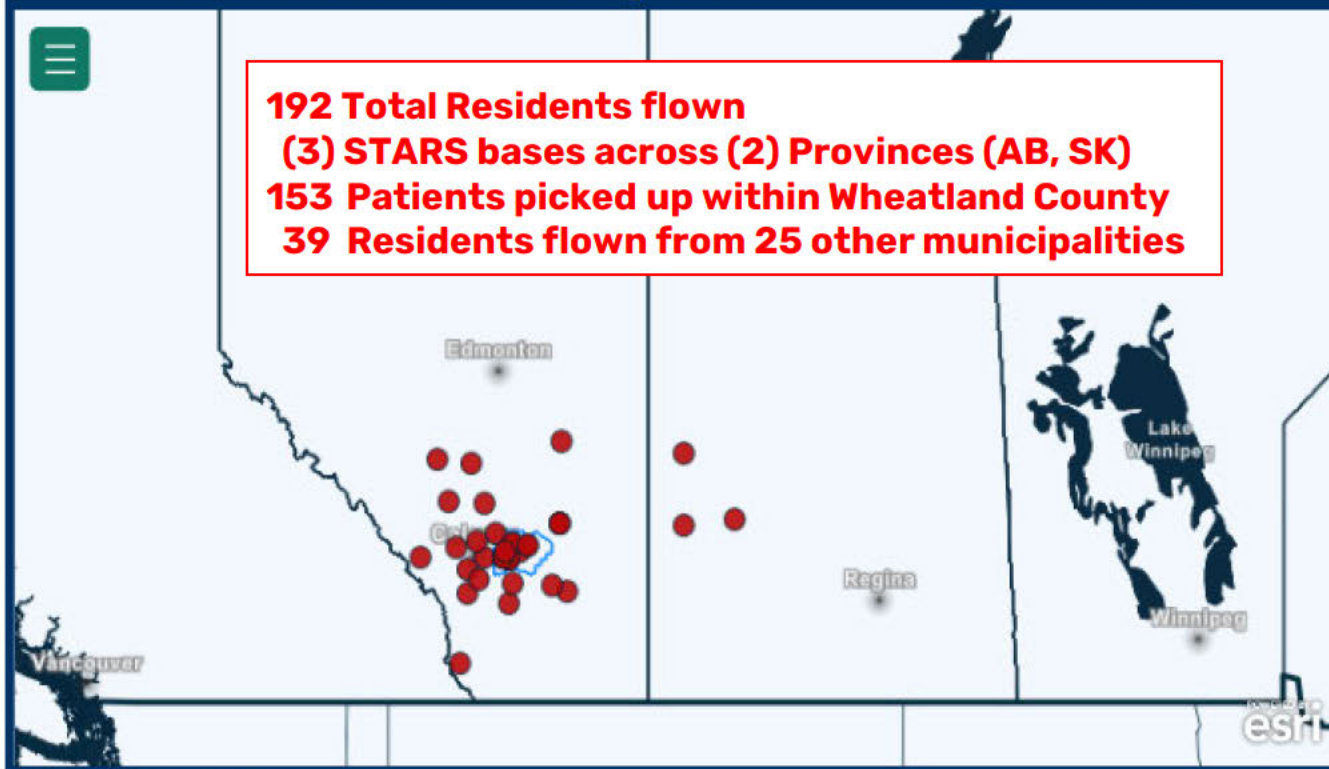 192 Total Residents flown
(3) STARS bases across (2) Provinces (AB, SK)
153 Patients picked up within Wheatland County
39 Residents flown from 25 other municipalities
Edmonton
Lake
Winnipeg
Regina
Winnipeg
Vancouver
esri